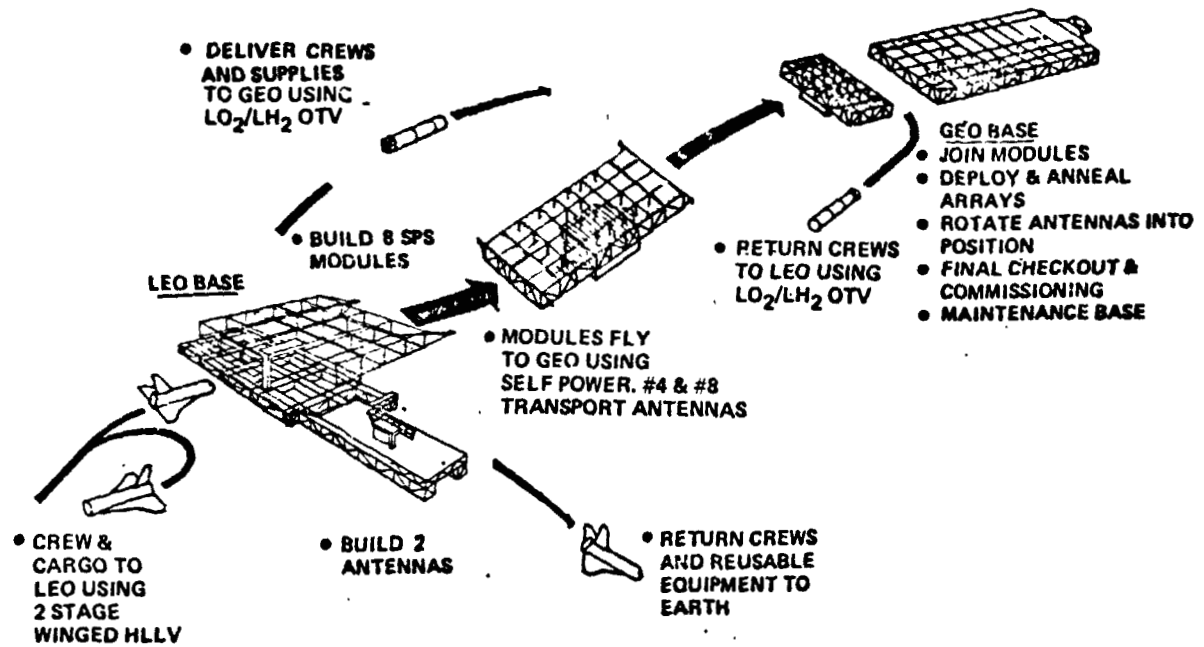 • DELIVER CREWS
AND SUPPLIES
TO GEO USING
LO₂/LH₂ OTV
• BUILD 8 SPS
MODULES
LEO BASE
• MODULES FLY
TO GEO USING
SELF POWER. #4 & #8
TRANSPORT ANTENNAS
GEO BASE
• JOIN MODULES
• DEPLOY & ANNEAL
ARRAYS
• ROTATE ANTENNAS INTO
POSITION
• FINAL CHECKOUT &
COMMISSIONING
• MAINTENANCE BASE
• RETURN CREWS
TO LEO USING
LO₂/LH₂ OTV
• CREW &
CARGO TO
LEO USING
2 STAGE
WINGED HLLV
• BUILD 2
ANTENNAS
• RETURN CREWS
AND REUSABLE
EQUIPMENT TO
EARTH